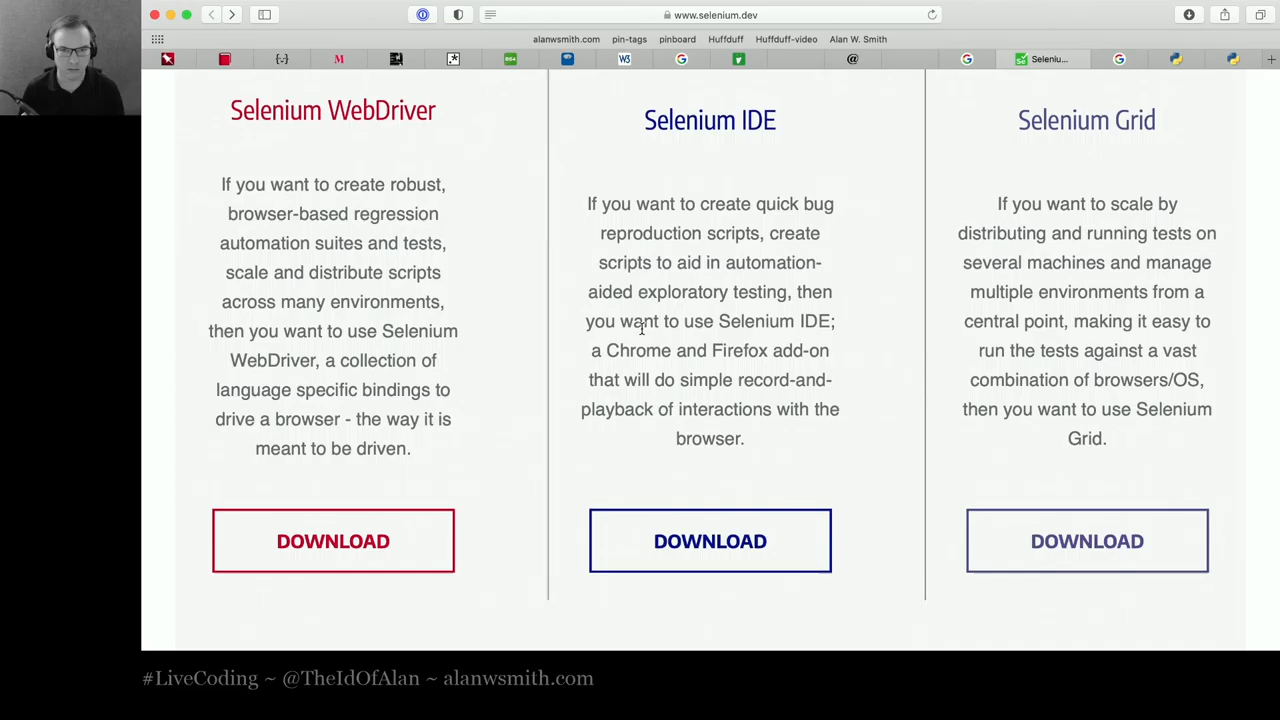 www.selenium.dev
alanwsmith.com pin-tags pinboard Huffduff Huffduff-video Alan W. Smith
Seleniu...
Selenium WebDriver
If you want to create robust,
browser-based regression
automation suites and tests,
scale and distribute scripts
across many environments,
then you want to use Selenium
WebDriver, a collection of
language specific bindings to
drive a browser - the way it is
meant to be driven.
DOWNLOAD
Selenium IDE
If you want to create quick bug
reproduction scripts, create
scripts to aid in automation-
aided exploratory testing, then
you want to use Selenium IDE;
a Chrome and Firefox add-on
that will do simple record-and-
playback of interactions with the
browser.
DOWNLOAD
Selenium Grid
If you want to scale by
distributing and running tests on
several machines and manage
multiple environments from a
central point, making it easy to
run the tests against a vast
combination of browsers/OS,
then you want to use Selenium
Grid.
DOWNLOAD
#LiveCoding ~ @TheIdOfAlan ~ alanwsmith.com